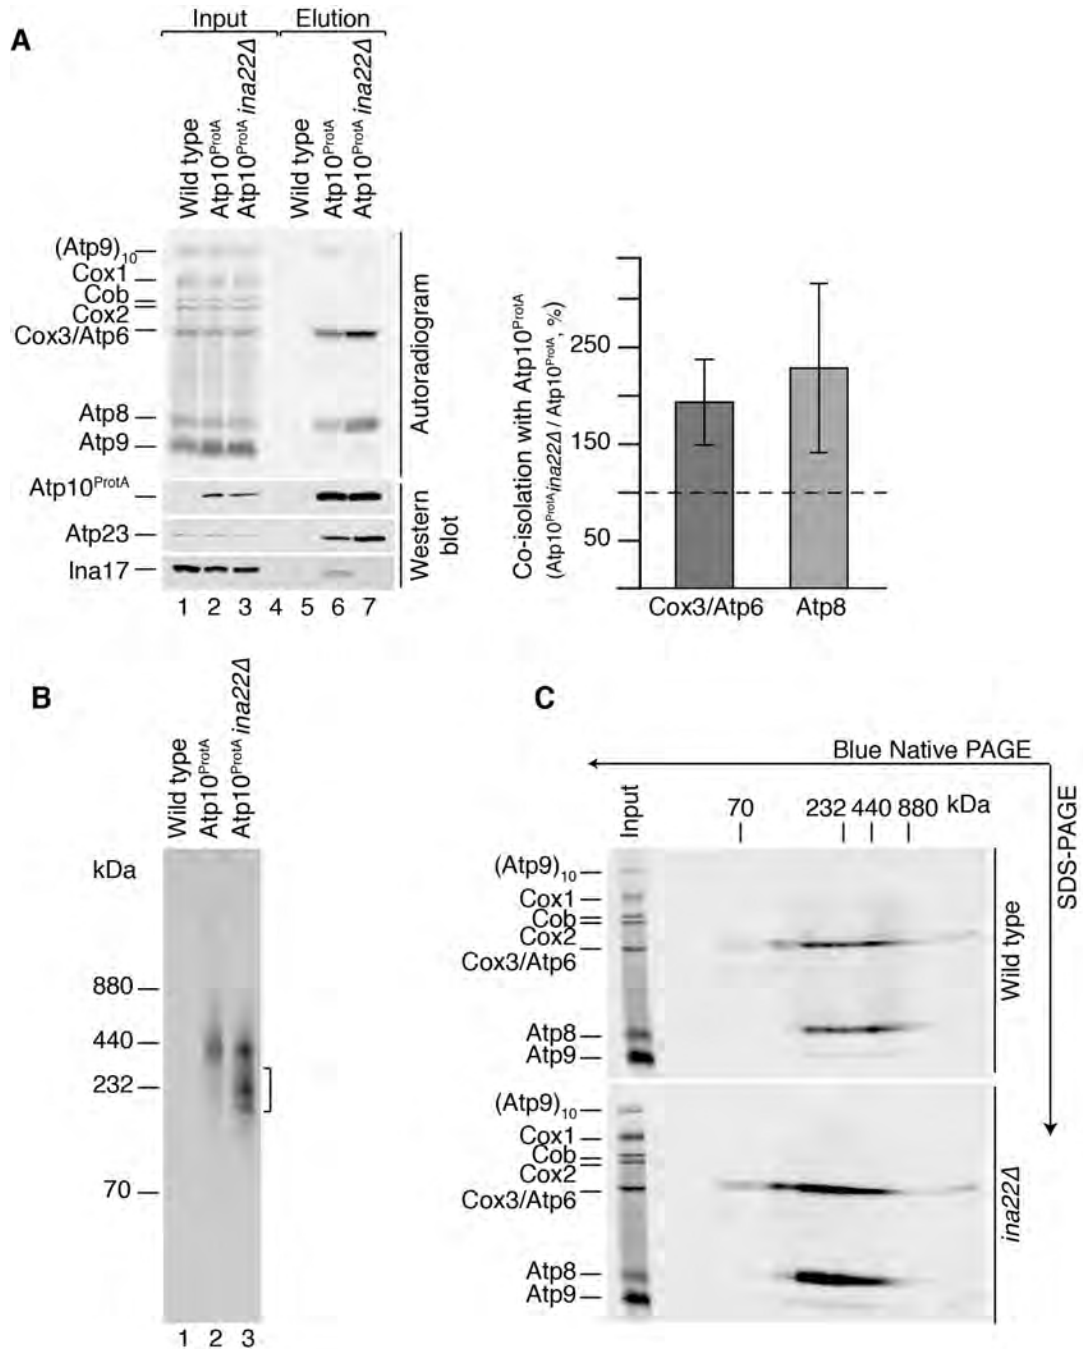 A
Input Elution
Wild type
Atp10ProtA
Atp10ProtA ina22Δ
Wild type
Atp10ProtA
Atp10ProtA ina22Δ
(Atp9)10
Cox1
Cob
Cox2
Cox3/Atp6
Atp8
Atp9
Autoradiogram
Atp10ProtA
Atp23
Ina17
Western
blot
1 2 3 4 5 6 7
Co-isolation with Atp10ProtA
(Atp10ProtA ina22Δ / Atp10ProtA, %)
250
150
50
Cox3/Atp6 Atp8
B
Wild type
Atp10ProtA
Atp10ProtA ina22Δ
kDa
880
440
232
70
1 2 3
C
Blue Native PAGE
SDS-PAGE
Input
70 232 440 880 kDa
(Atp9)10
Cox1
Cob
Cox2
Cox3/Atp6
Atp8
Atp9
Wild type
(Atp9)10
Cox1
Cob
Cox2
Cox3/Atp6
Atp8
Atp9
ina22Δ